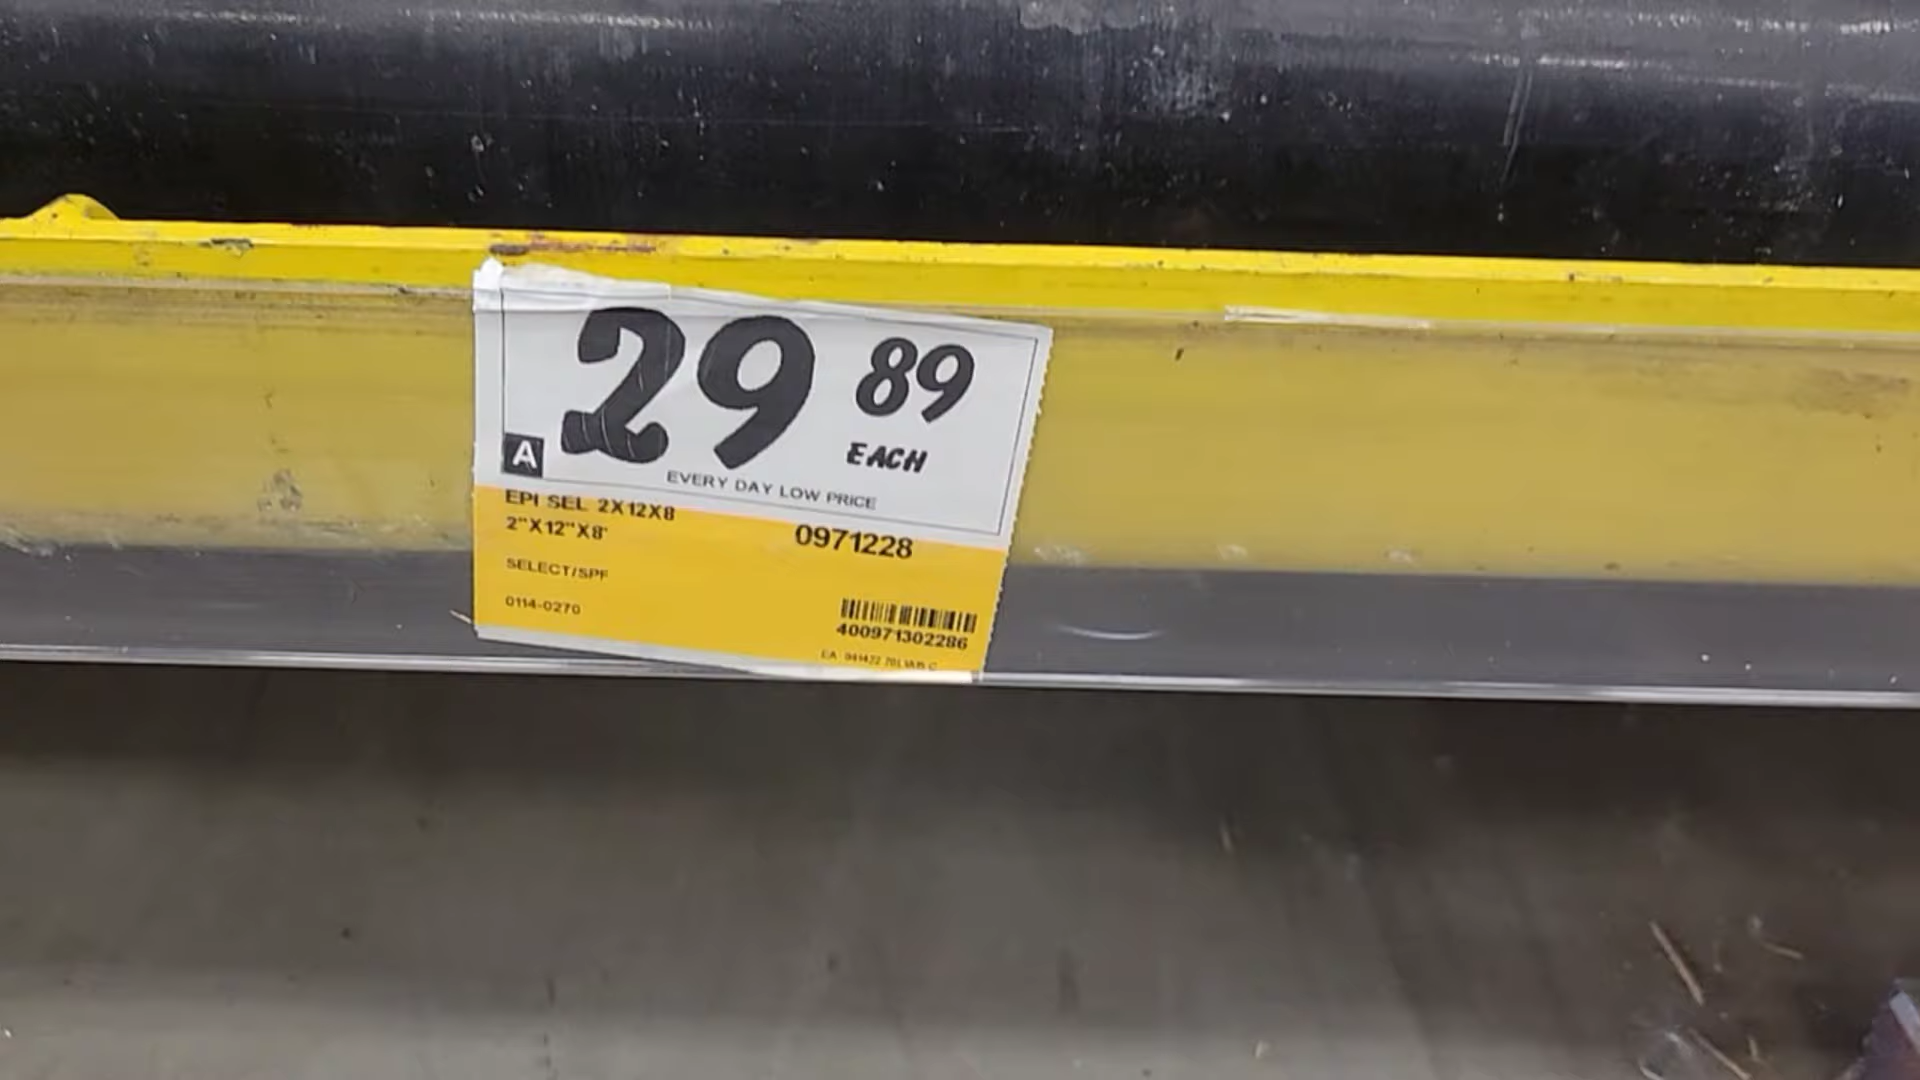 29 89
EACH
A
EVERY DAY LOW PRICE
EPI SEL 2X12X8
2"X12"X8'
0971228
SELECT/SPF
0114-0270
400971302286
EA